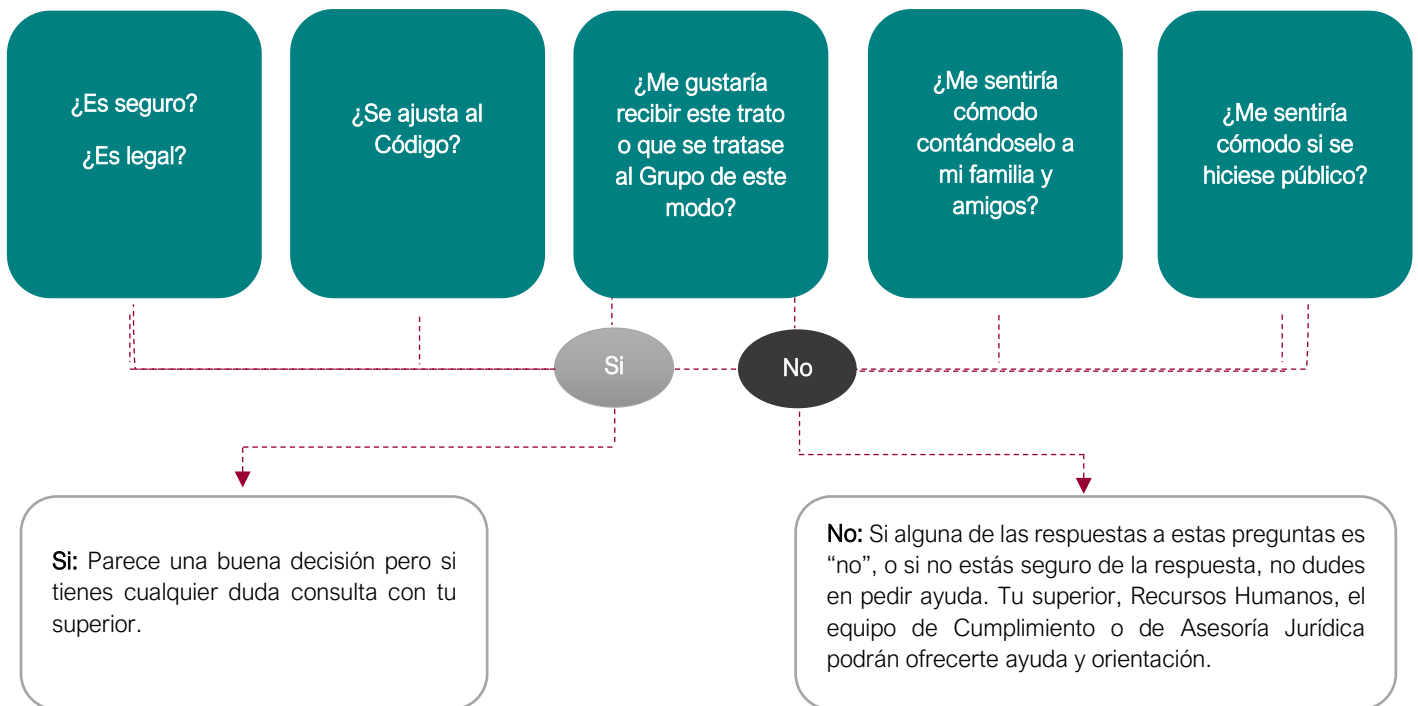 ¿Es seguro?
¿Es legal?
¿Se ajusta al
Código?
¿Me gustaría
recibir este trato
o que se tratase
al Grupo de este
modo?
¿Me sentiría
cómodo
contándoselo a
mi familia y
amigos?
¿Me sentiría
cómodo si se
hiciese público?
Si
No
Si: Parece una buena decisión pero si
tienes cualquier duda consulta con tu
superior.
No: Si alguna de las respuestas a estas preguntas es
“no”, o si no estás seguro de la respuesta, no dudes
en pedir ayuda. Tu superior, Recursos Humanos, el
equipo de Cumplimiento o de Asesoría Jurídica
podrán ofrecerte ayuda y orientación.